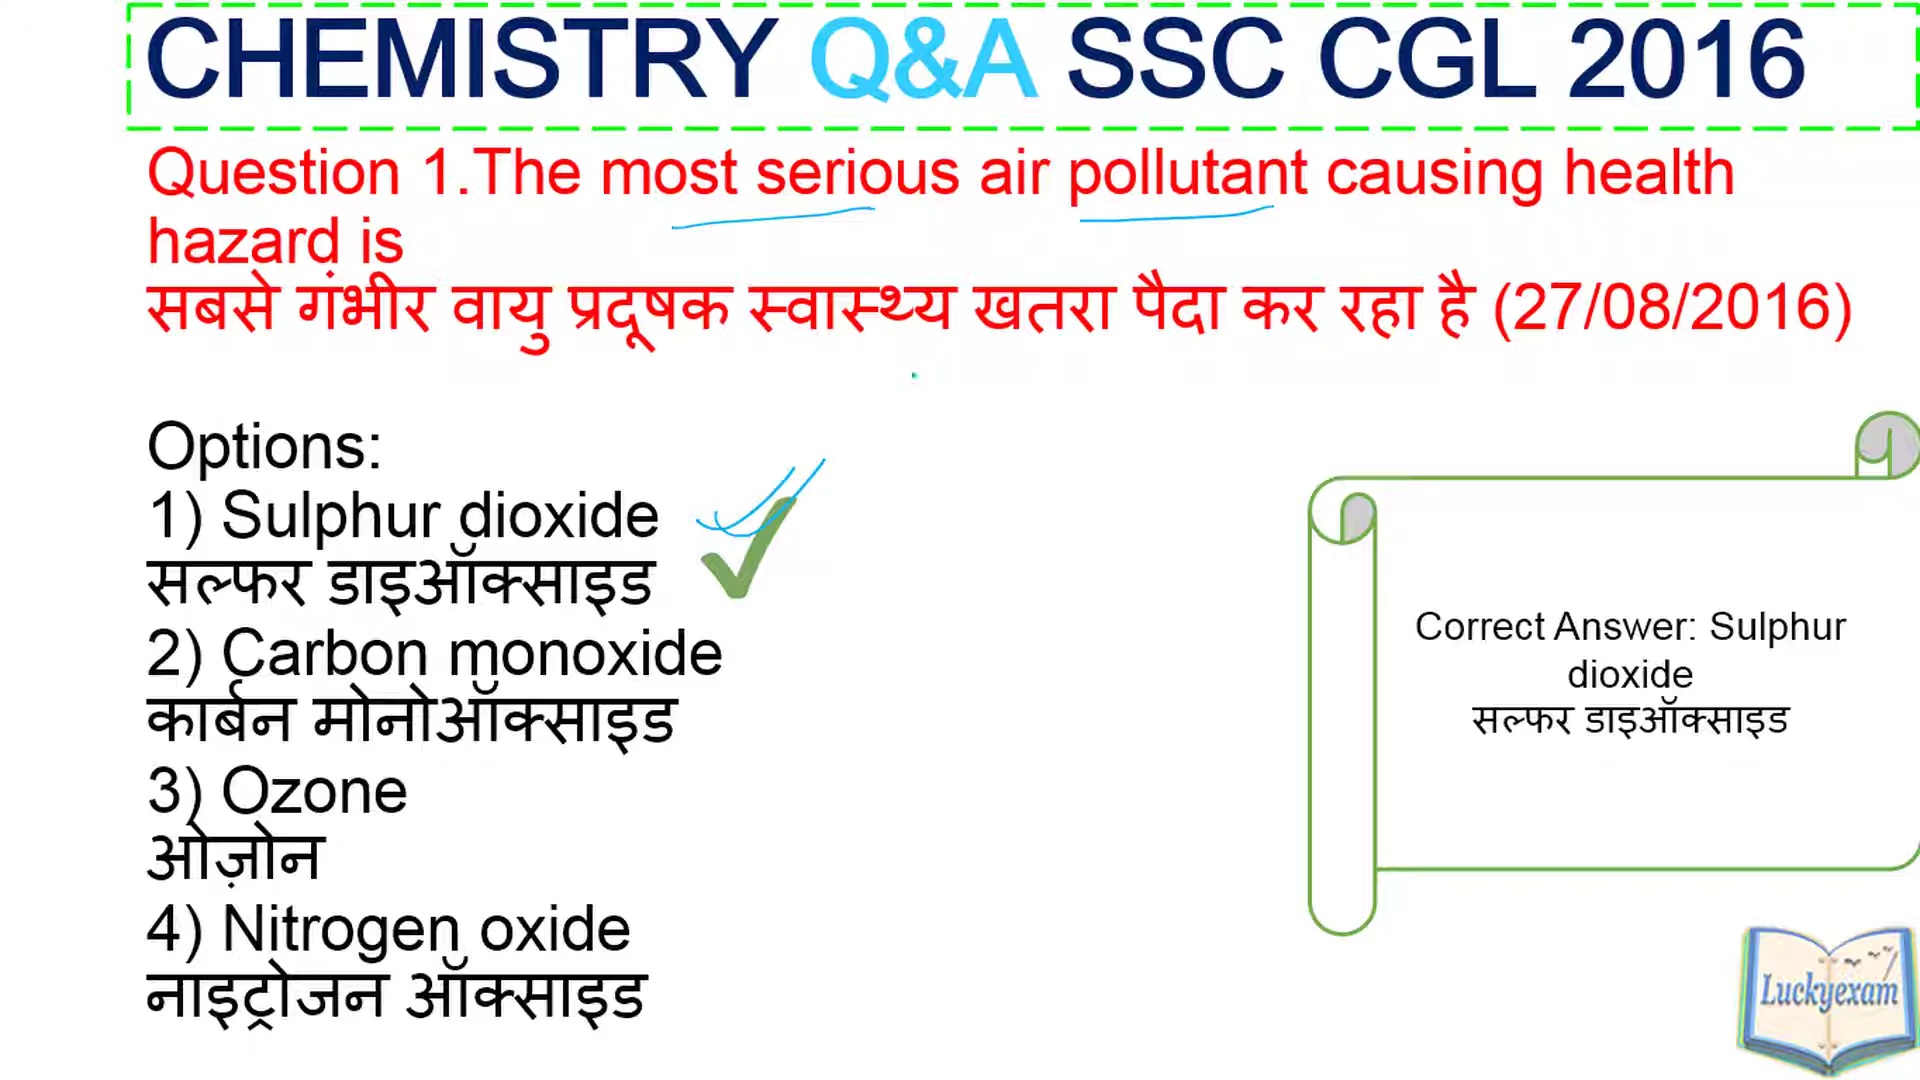 CHEMISTRY Q&A SSC CGL 2016
Question 1.The most serious air pollutant causing health
hazard is
सबसे गंभीर वायु प्रदूषक स्वास्थ्य खतरा पैदा कर रहा है (27/08/2016)
Options:
1) Sulphur dioxide
सल्फर डाइऑक्साइड
2) Carbon monoxide
कार्बन मोनोऑक्साइड
3) Ozone
ओज़ोन
4) Nitrogen oxide
नाइट्रोजन ऑक्साइड
Correct Answer: Sulphur
dioxide
सल्फर डाइऑक्साइड
Luckyexam